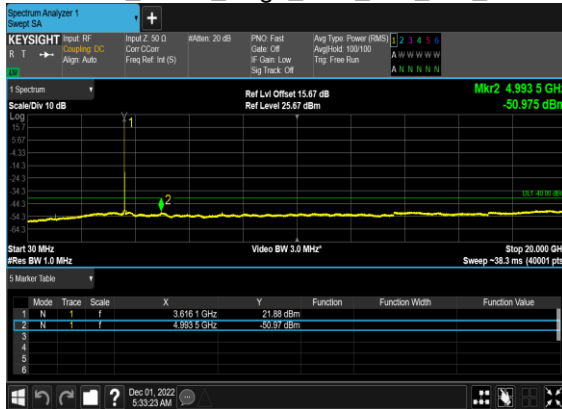 Spectrum Analyzer 1
Swept SA
+
KEYSIGHT Input: RF Input Z: 50 Ω #Atten: 20 dB PNO: Fast Avg Type: Power (RMS) 1 2 3 4 5 6
R T Coupling: DC Corr CCorr Gate: Off Avg|Hold: 100/100 A W W W W W
Align: Auto Freq Ref: Int (S) IF Gain: Low Trig: Free Run
LXI Sig Track: Off A N N N N N
1 Spectrum Ref Lvl Offset 15.67 dB Mkr2 4.993 5 GHz
Scale/Div 10 dB Ref Level 25.67 dBm -50.975 dBm
Log
15.7
1
5.67
-4.33
-14.3
-24.3
-34.3
DL1 -40.00 dBm
2
-44.3
-54.3
-64.3
Start 30 MHz Video BW 3.0 MHz* Stop 20.000 GHz
#Res BW 1.0 MHz Sweep ~38.3 ms (40001 pts)
5 Marker Table
Mode Trace Scale X Y Function Function Width Function Value
1 N 1 f 3.616 1 GHz 21.88 dBm
2 N 1 f 4.993 5 GHz -50.97 dBm
3
4
5
6
? Dec 01, 2022
5:33:23 AM